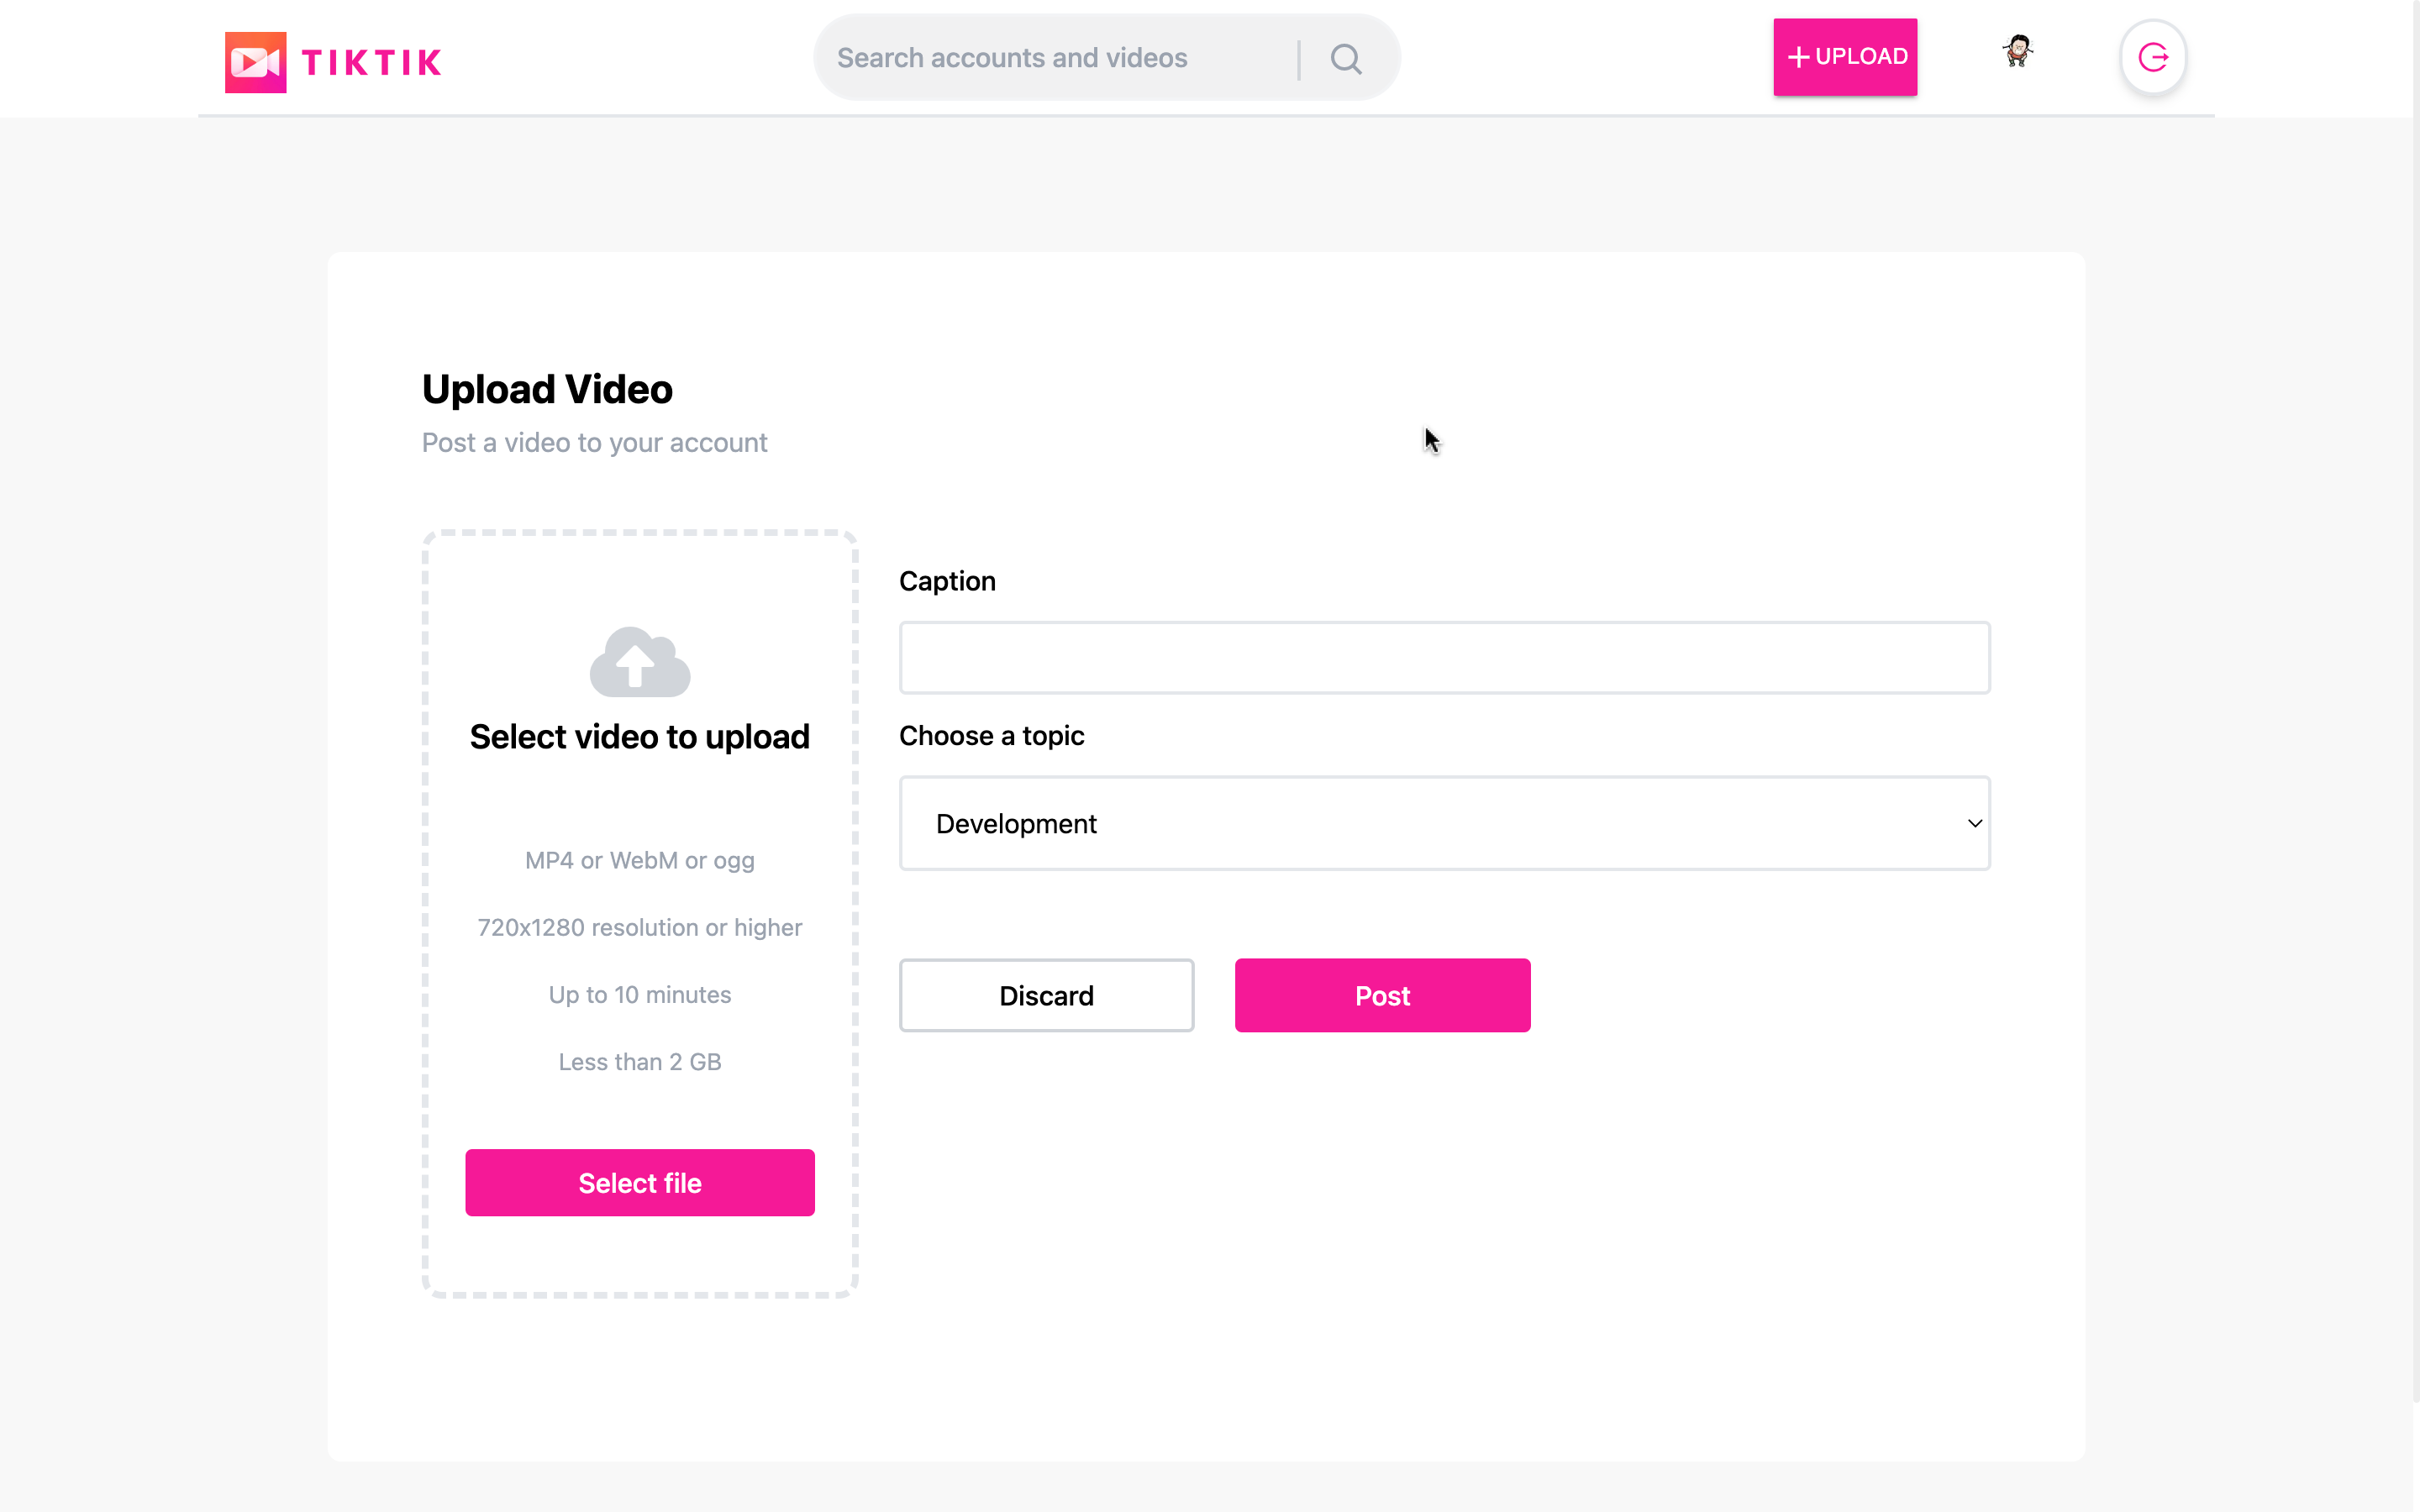 TIKTIK
Search accounts and videos
+ UPLOAD
Upload Video
Post a video to your account
Select video to upload
MP4 or WebM or ogg
720x1280 resolution or higher
Up to 10 minutes
Less than 2 GB
Select file
Caption
Choose a topic
Development
Discard
Post